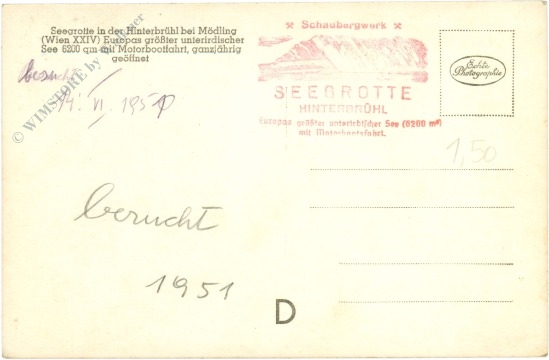 Seegrotte in der Hinterbrühl bei Mödling
(Wien XXIV) Europas größter unterirdischer
See 6200 qm mit Motorbootfahrt, ganzjährig
geöffnet
besucht
14. VI. 1951
© WIMSTORE by
⚒ Schaubergwerk ⚒
SEEGROTTE
HINTERBRÜHL
Europas größter unterirdischer See (6200 m²)
mit Motorbootsfahrt.
Echte
Photographie
1,50
besucht
1951
D